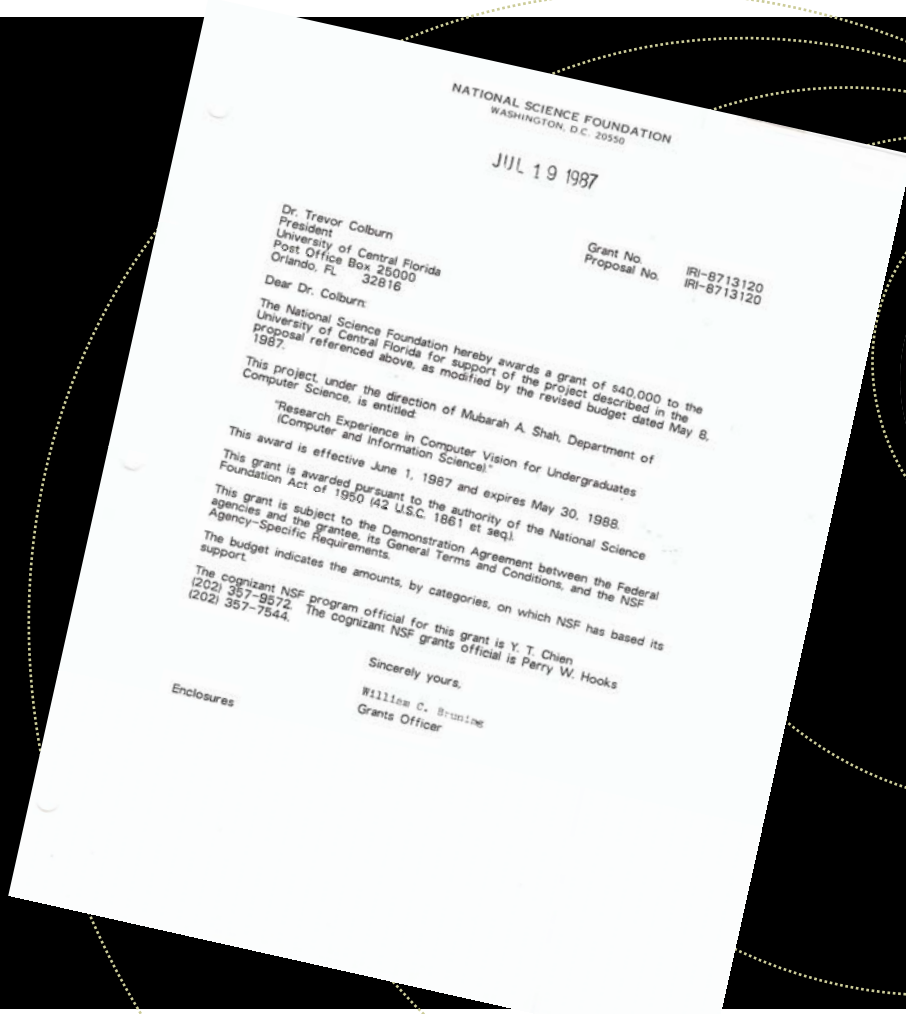 NATIONAL SCIENCE FOUNDATION
WASHINGTON, D.C. 20550
JUL 19 1987
Dr. Trevor Colburn
President
University of Central Florida
Post Office Box 25000
Orlando, FL 32816
Grant No. IRI-8713120
Proposal No. IRI-8713120
Dear Dr. Colburn:
The National Science Foundation hereby awards a grant of $40,000 to the
University of Central Florida for support of the project described in the
proposal referenced above, as modified by the revised budget dated May 8,
1987.
This project, under the direction of Mubarah A. Shah, Department of
Computer Science, is entitled:
"Research Experience in Computer Vision for Undergraduates
(Computer and Information Science)."
This award is effective June 1, 1987 and expires May 30, 1988.
This grant is awarded pursuant to the authority of the National Science
Foundation Act of 1950 (42 U.S.C. 1861 et seq).
This grant is subject to the Demonstration Agreement between the Federal
agencies and the grantee, its General Terms and Conditions, and the NSF
Agency-Specific Requirements.
The budget indicates the amounts, by categories, on which NSF has based its
support.
The cognizant NSF program official for this grant is Y. T. Chien
(202) 357-9572. The cognizant NSF grants official is Perry W. Hooks
(202) 357-7544.
Sincerely yours,
William C. Bruning
Grants Officer
Enclosures